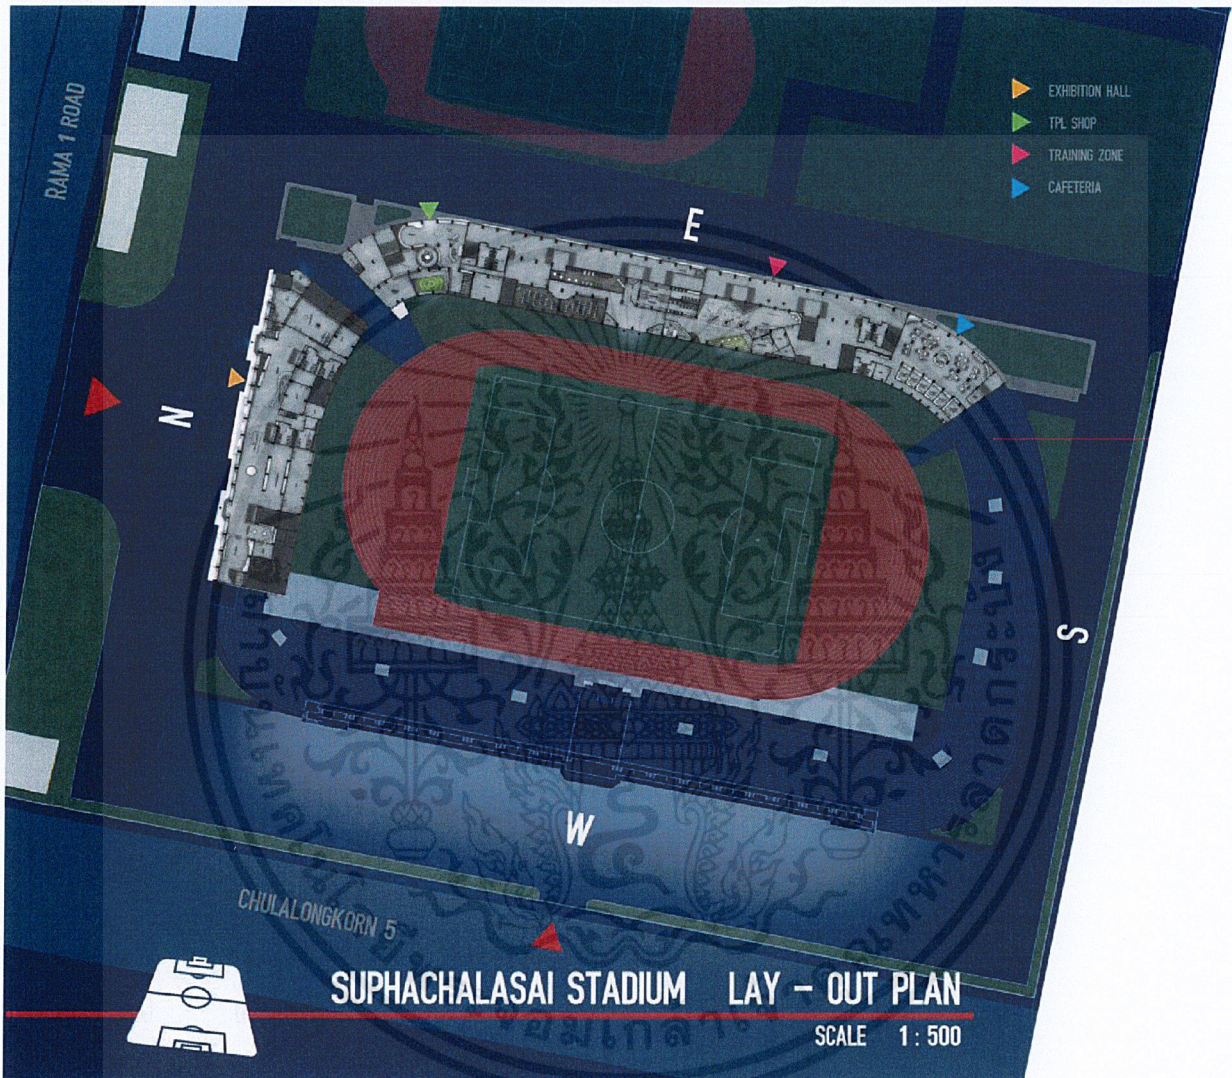 RAMA 1 ROAD
EXHIBITION HALL
TPL SHOP
TRAINING ZONE
CAFETERIA
E
N
S
W
CHULALONGKORN 5
SUPHACHALASAI STADIUM LAY - OUT PLAN
SCALE 1 : 500